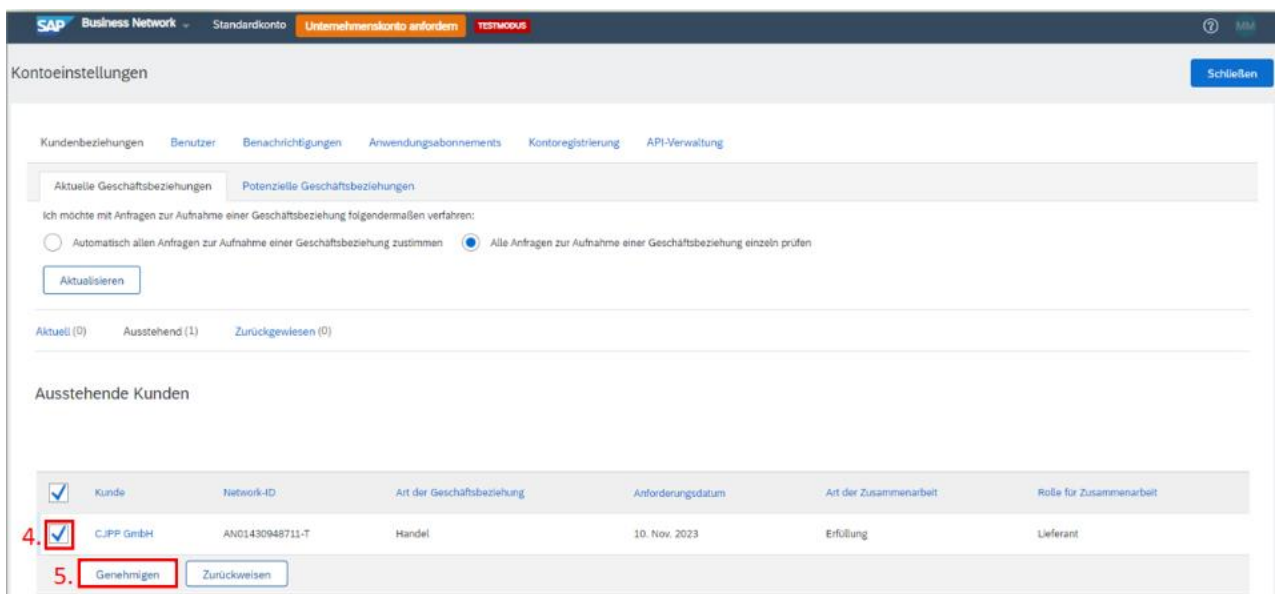 SAP Business Network Standardkonto Unternehmenskonto anfordern TESTMODUS MM
Kontoeinstellungen Schließen
Kundenbeziehungen Benutzer Benachrichtigungen Anwendungsabonnements Kontoregistrierung API-Verwaltung
Aktuelle Geschäftsbeziehungen Potenzielle Geschäftsbeziehungen
Ich möchte mit Anfragen zur Aufnahme einer Geschäftsbeziehung folgendermaßen verfahren:
Automatisch allen Anfragen zur Aufnahme einer Geschäftsbeziehung zustimmen Alle Anfragen zur Aufnahme einer Geschäftsbeziehung einzeln prüfen
Aktualisieren
Aktuell (0) Ausstehend (1) Zurückgewiesen (0)
Ausstehende Kunden
Kunde Network-ID Art der Geschäftsbeziehung Anforderungsdatum Art der Zusammenarbeit Rolle für Zusammenarbeit
4. CJPP GmbH AN01430948711-T Handel 10. Nov. 2023 Erfüllung Lieferant
5. Genehmigen Zurückweisen